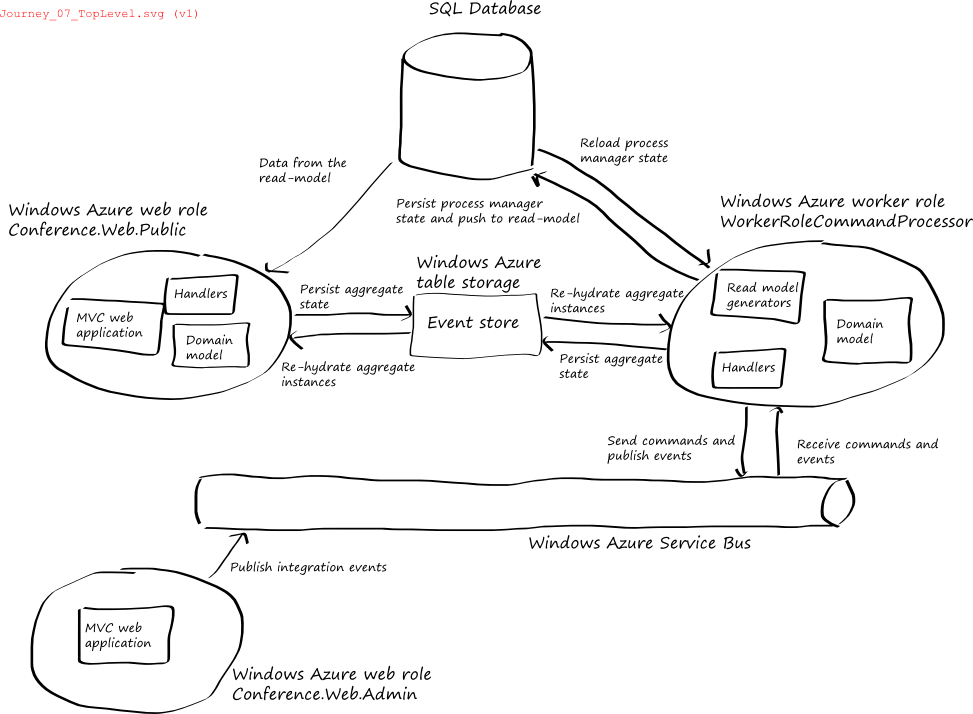 Journey_07_TopLevel.svg (v1)
SQL Database
Reload process
manager state
Data from the
read-model
Persist process manager
state and push to read-model
Windows Azure web role
Conference.Web.Public
Windows Azure worker role
WorkerRoleCommandProcessor
Handlers
MVC web
application
Domain
model
Persist aggregate
state
Windows Azure
table storage
Event store
Re-hydrate aggregate
instances
Re-hydrate aggregate
instances
Persist aggregate
state
Read model
generators
Domain
model
Handlers
Send commands and
publish events
Receive commands and
events
Windows Azure Service Bus
Publish integration events
MVC web
application
Windows Azure web role
Conference.Web.Admin